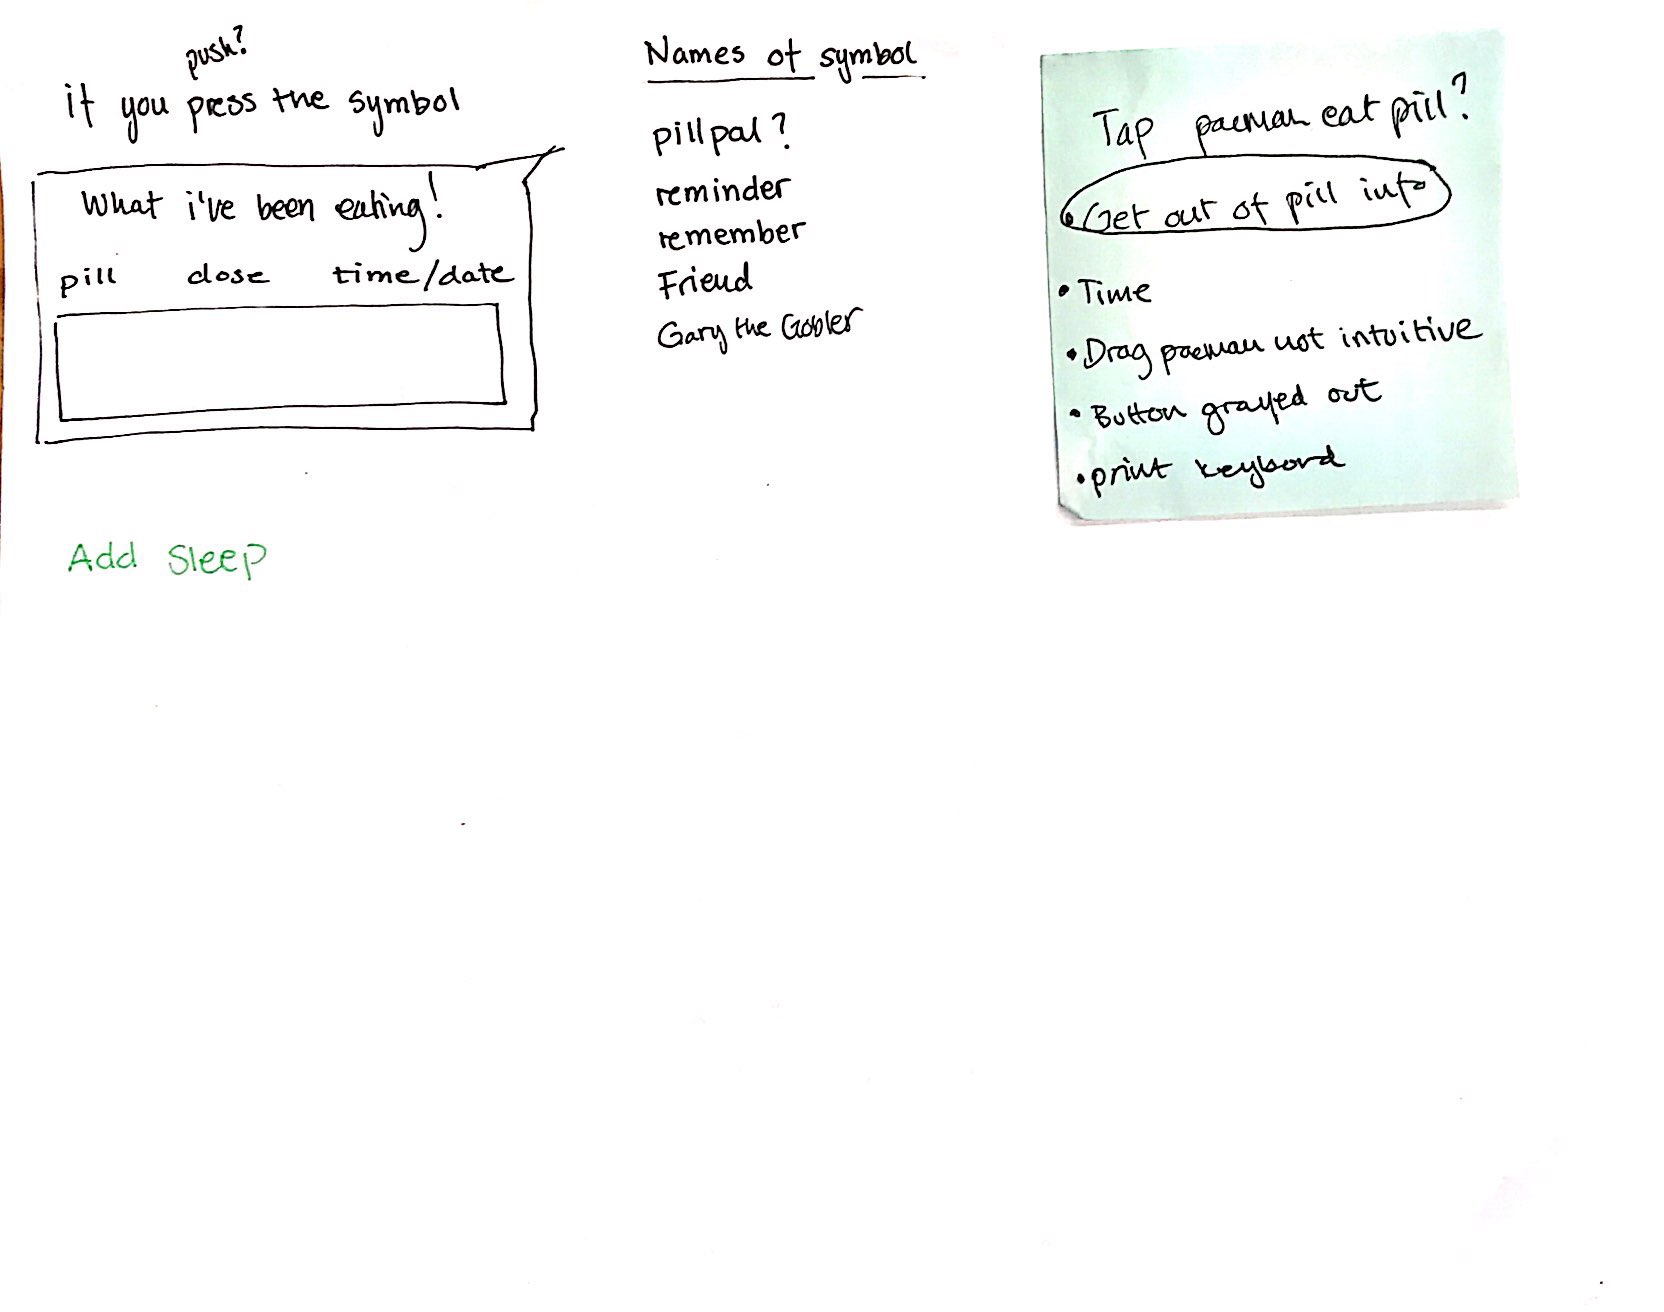 push?
if you press the symbol
What i've been eating!
pill dose time/date
Add Sleep
Names of symbol
pillpal?
reminder
remember
Friend
Gary the Gobler
Tap pacman eat pill?
• Get out of pill info
• Time
• Drag pacman not intuitive
• Button grayed out
• print keybord